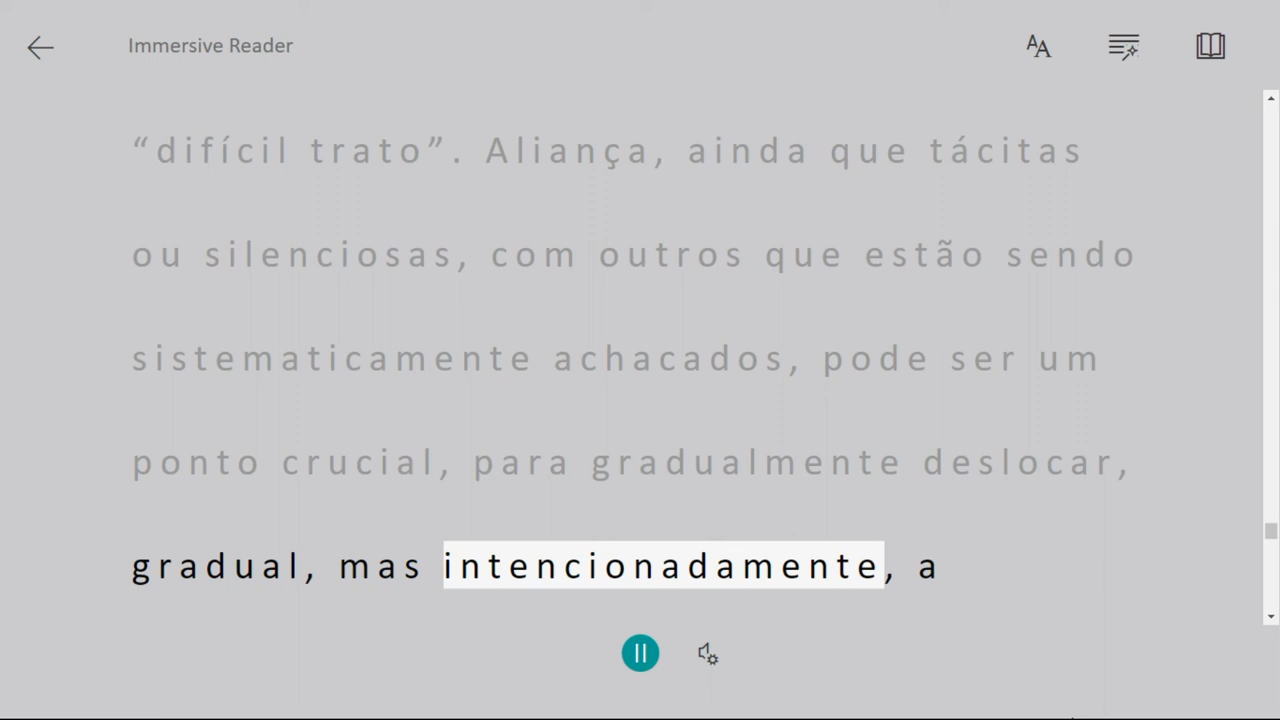 Immersive Reader
“difícil trato”. Aliança, ainda que tácitas
ou silenciosas, com outros que estão sendo
sistematicamente achacados, pode ser um
ponto crucial, para gradualmente deslocar,
gradual, mas intencionadamente, a